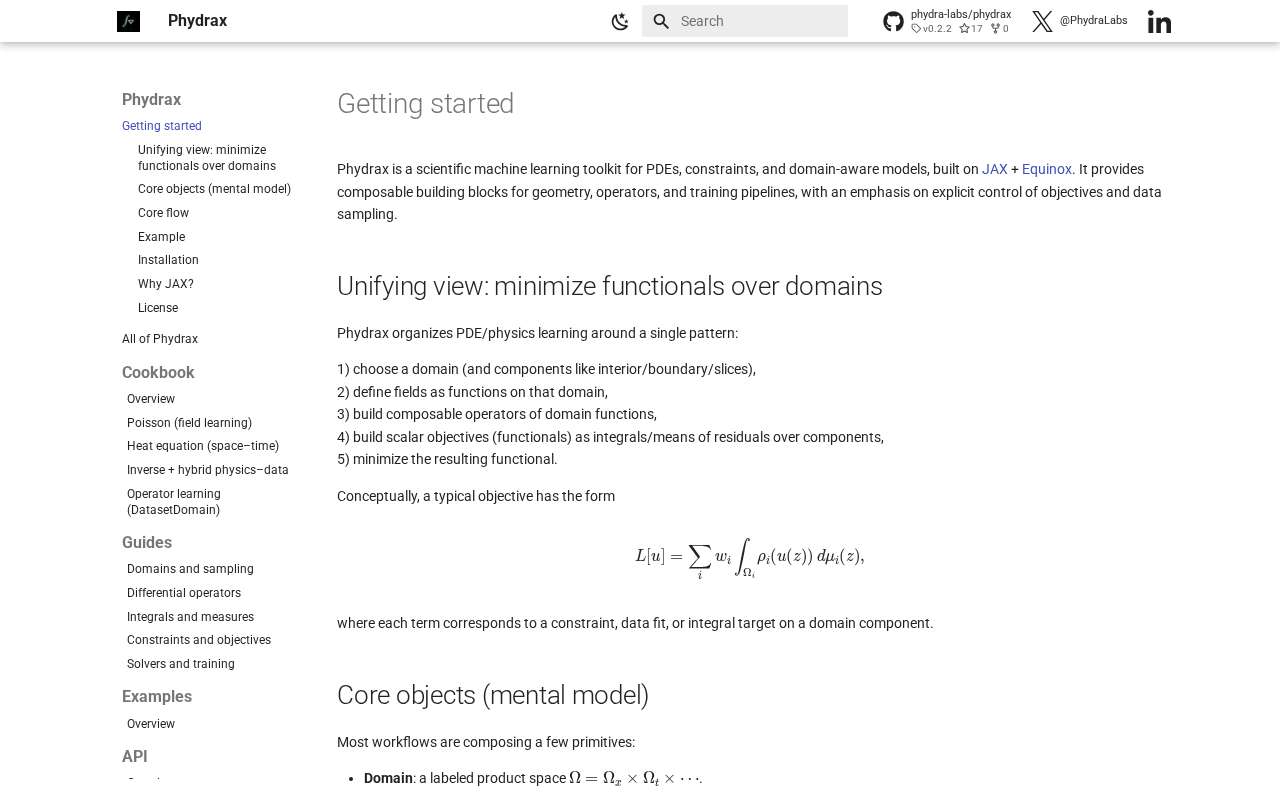 Phydrax
Search
phydra-labs/phydrax
v0.2.2 17 0
@PhydraLabs
Phydrax
Getting started
Unifying view: minimize
functionals over domains
Core objects (mental model)
Core flow
Example
Installation
Why JAX?
License
All of Phydrax
Cookbook
Overview
Poisson (field learning)
Heat equation (space–time)
Inverse + hybrid physics–data
Operator learning
(DatasetDomain)
Guides
Domains and sampling
Differential operators
Integrals and measures
Constraints and objectives
Solvers and training
Examples
Overview
API
Getting started
Phydrax is a scientific machine learning toolkit for PDEs, constraints, and domain-aware models, built on JAX + Equinox. It provides
composable building blocks for geometry, operators, and training pipelines, with an emphasis on explicit control of objectives and data
sampling.
Unifying view: minimize functionals over domains
Phydrax organizes PDE/physics learning around a single pattern:
1) choose a domain (and components like interior/boundary/slices),
2) define fields as functions on that domain,
3) build composable operators of domain functions,
4) build scalar objectives (functionals) as integrals/means of residuals over components,
5) minimize the resulting functional.
Conceptually, a typical objective has the form
L[u] = ∑_i w_i ∫_{Ω_i} ρ_i(u(z)) dμ_i(z),
where each term corresponds to a constraint, data fit, or integral target on a domain component.
Core objects (mental model)
Most workflows are composing a few primitives:
• Domain: a labeled product space Ω = Ω_x × Ω_t × ⋯.